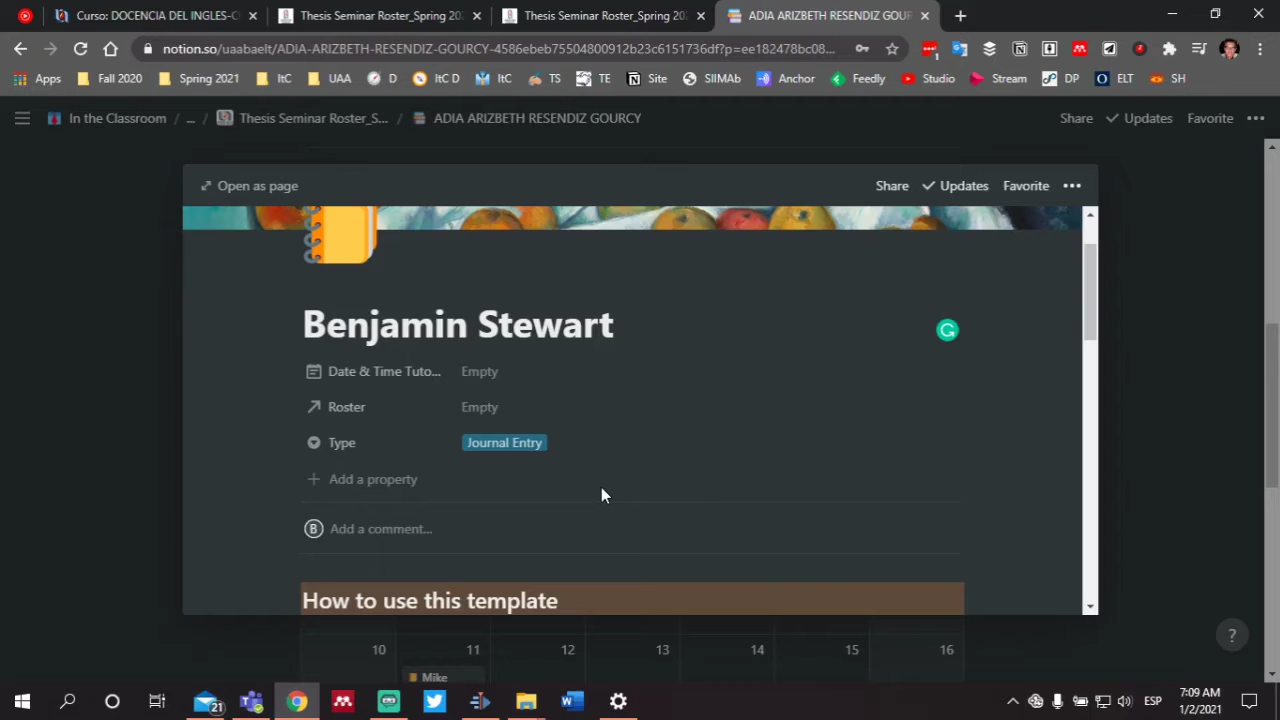 Curso: DOCENCIA DEL INGLES-C
Thesis Seminar Roster_Spring 202
Thesis Seminar Roster_Spring 202
ADIA ARIZBETH RESENDIZ GOURC
notion.so/uaabaelt/ADIA-ARIZBETH-RESENDIZ-GOURCY-4586ebeb75504800912b23c6151736df?p=ee182478bc08...
Apps
Fall 2020
Spring 2021
ItC
UAA
D
ItC D
ItC
TS
TE
Site
SIIMAb
Anchor
Feedly
Studio
Stream
DP
ELT
SH
In the Classroom / ... / Thesis Seminar Roster_S... / ADIA ARIZBETH RESENDIZ GOURCY
Share
Updates
Favorite
Open as page
Share
Updates
Favorite
Benjamin Stewart
Date & Time Tuto...
Empty
Roster
Empty
Type
Journal Entry
Add a property
B
Add a comment...
How to use this template
10
11
12
13
14
15
16
Mike
?
21
ESP
7:09 AM
1/2/2021